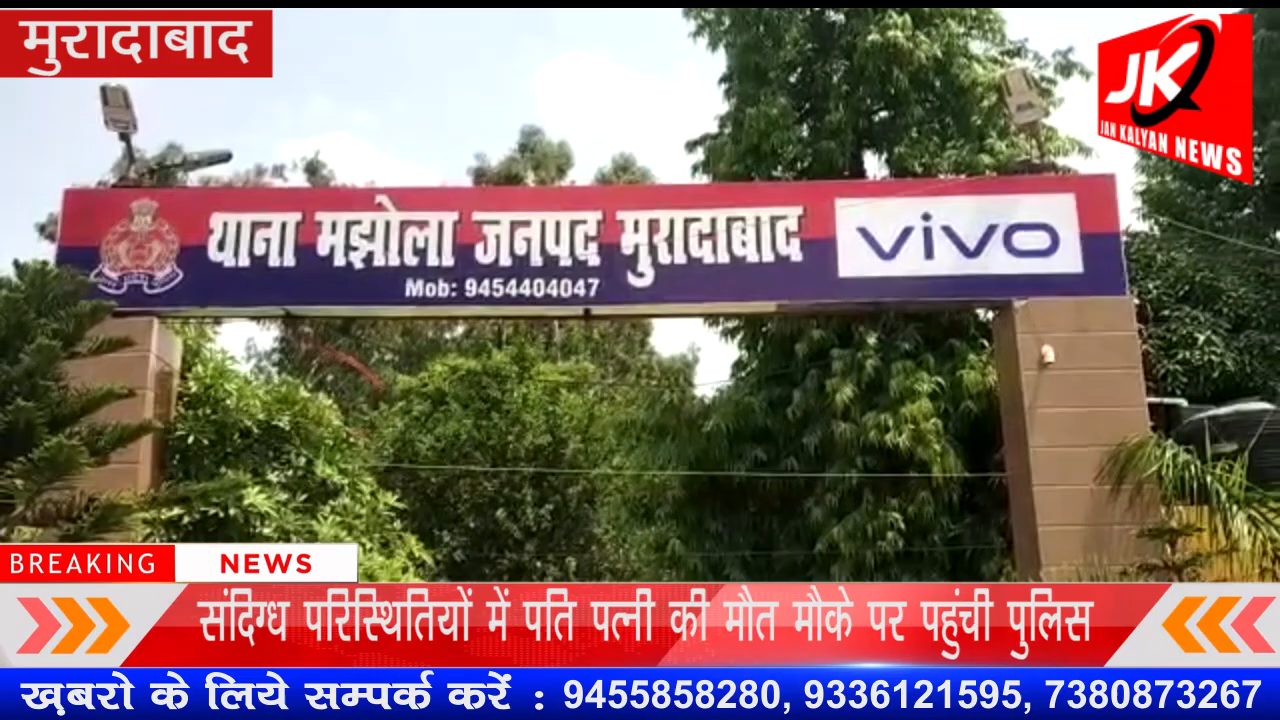 मुरादाबाद
JK
JAN KALYAN NEWS
थाना मझोला जनपद मुरादाबाद
vivo
Mob: 9454404047
BREAKING NEWS
संदिग्ध परिस्थितियों में पति पत्नी की मौत मौके पर पहुंची पुलिस
ख़बरो के लिये सम्पर्क करें : 9455858280, 9336121595, 7380873267